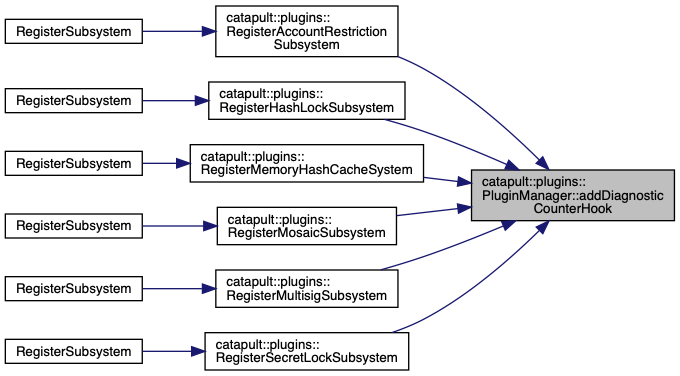 RegisterSubsystem
catapult::plugins::
RegisterAccountRestriction
Subsystem
RegisterSubsystem
catapult::plugins::
RegisterHashLockSubsystem
RegisterSubsystem
catapult::plugins::
RegisterMemoryHashCacheSystem
RegisterSubsystem
catapult::plugins::
RegisterMosaicSubsystem
RegisterSubsystem
catapult::plugins::
RegisterMultisigSubsystem
RegisterSubsystem
catapult::plugins::
RegisterSecretLockSubsystem
catapult::plugins::
PluginManager::addDiagnostic
CounterHook